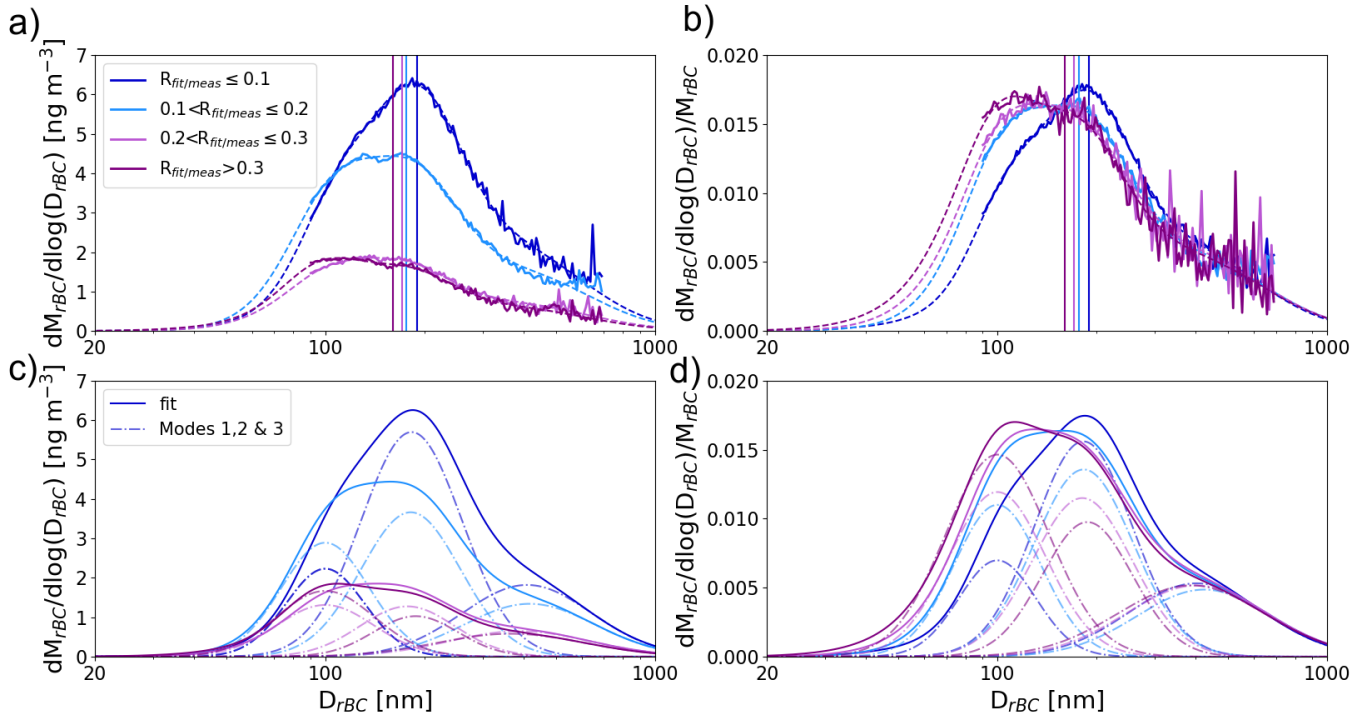 a)
dM_rBC/dlog(D_rBC) [ng m⁻³]
7
6
5
4
3
2
1
0
20
100
1000
R_fit/meas ≤ 0.1
0.1<R_fit/meas ≤ 0.2
0.2<R_fit/meas ≤ 0.3
R_fit/meas>0.3
b)
dM_rBC/dlog(D_rBC)/M_rBC
0.020
0.015
0.010
0.005
0.000
20
100
1000
c)
dM_rBC/dlog(D_rBC) [ng m⁻³]
7
6
5
4
3
2
1
0
20
100
1000
D_rBC [nm]
fit
Modes 1,2 & 3
d)
dM_rBC/dlog(D_rBC)/M_rBC
0.020
0.015
0.010
0.005
0.000
20
100
1000
D_rBC [nm]